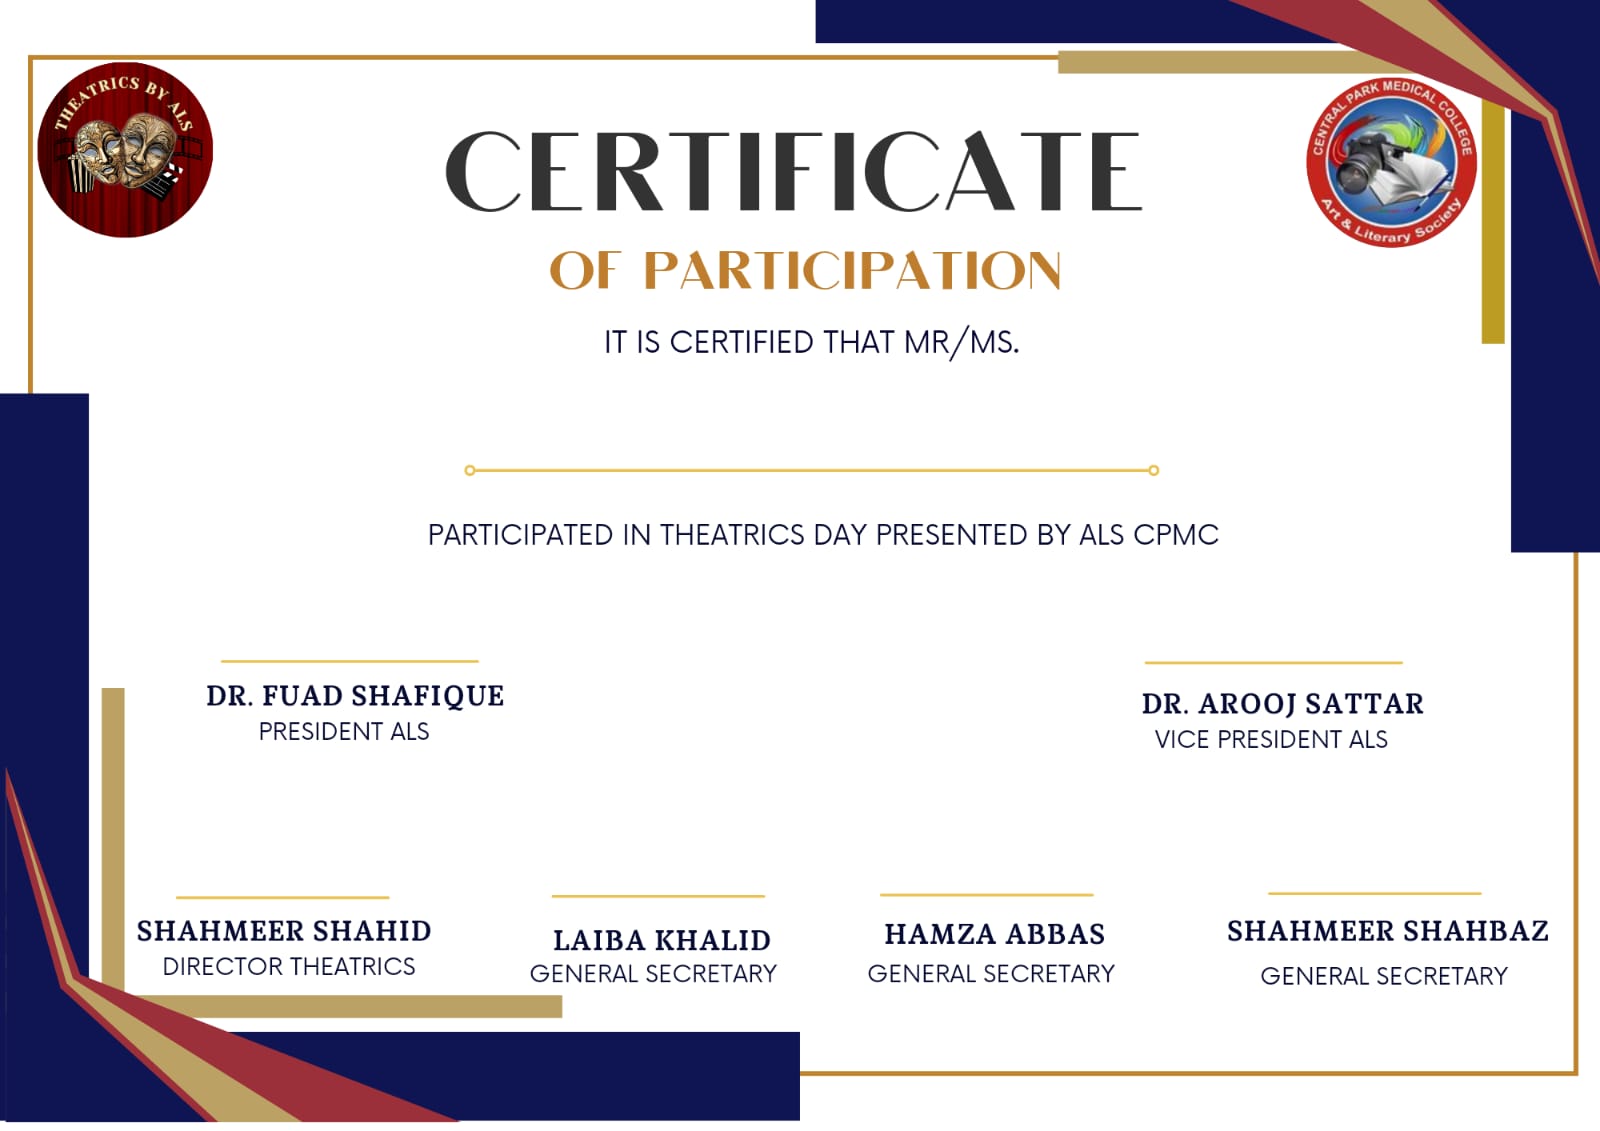 THEATRICS BY ALS
CENTRAL PARK MEDICAL COLLEGE
Art & Literary Society
CERTIFICATE
OF PARTICIPATION
IT IS CERTIFIED THAT MR/MS.
PARTICIPATED IN THEATRICS DAY PRESENTED BY ALS CPMC
DR. FUAD SHAFIQUE
PRESIDENT ALS
DR. AROOJ SATTAR
VICE PRESIDENT ALS
SHAHMEER SHAHID
DIRECTOR THEATRICS
LAIBA KHALID
GENERAL SECRETARY
HAMZA ABBAS
GENERAL SECRETARY
SHAHMEER SHAHBAZ
GENERAL SECRETARY